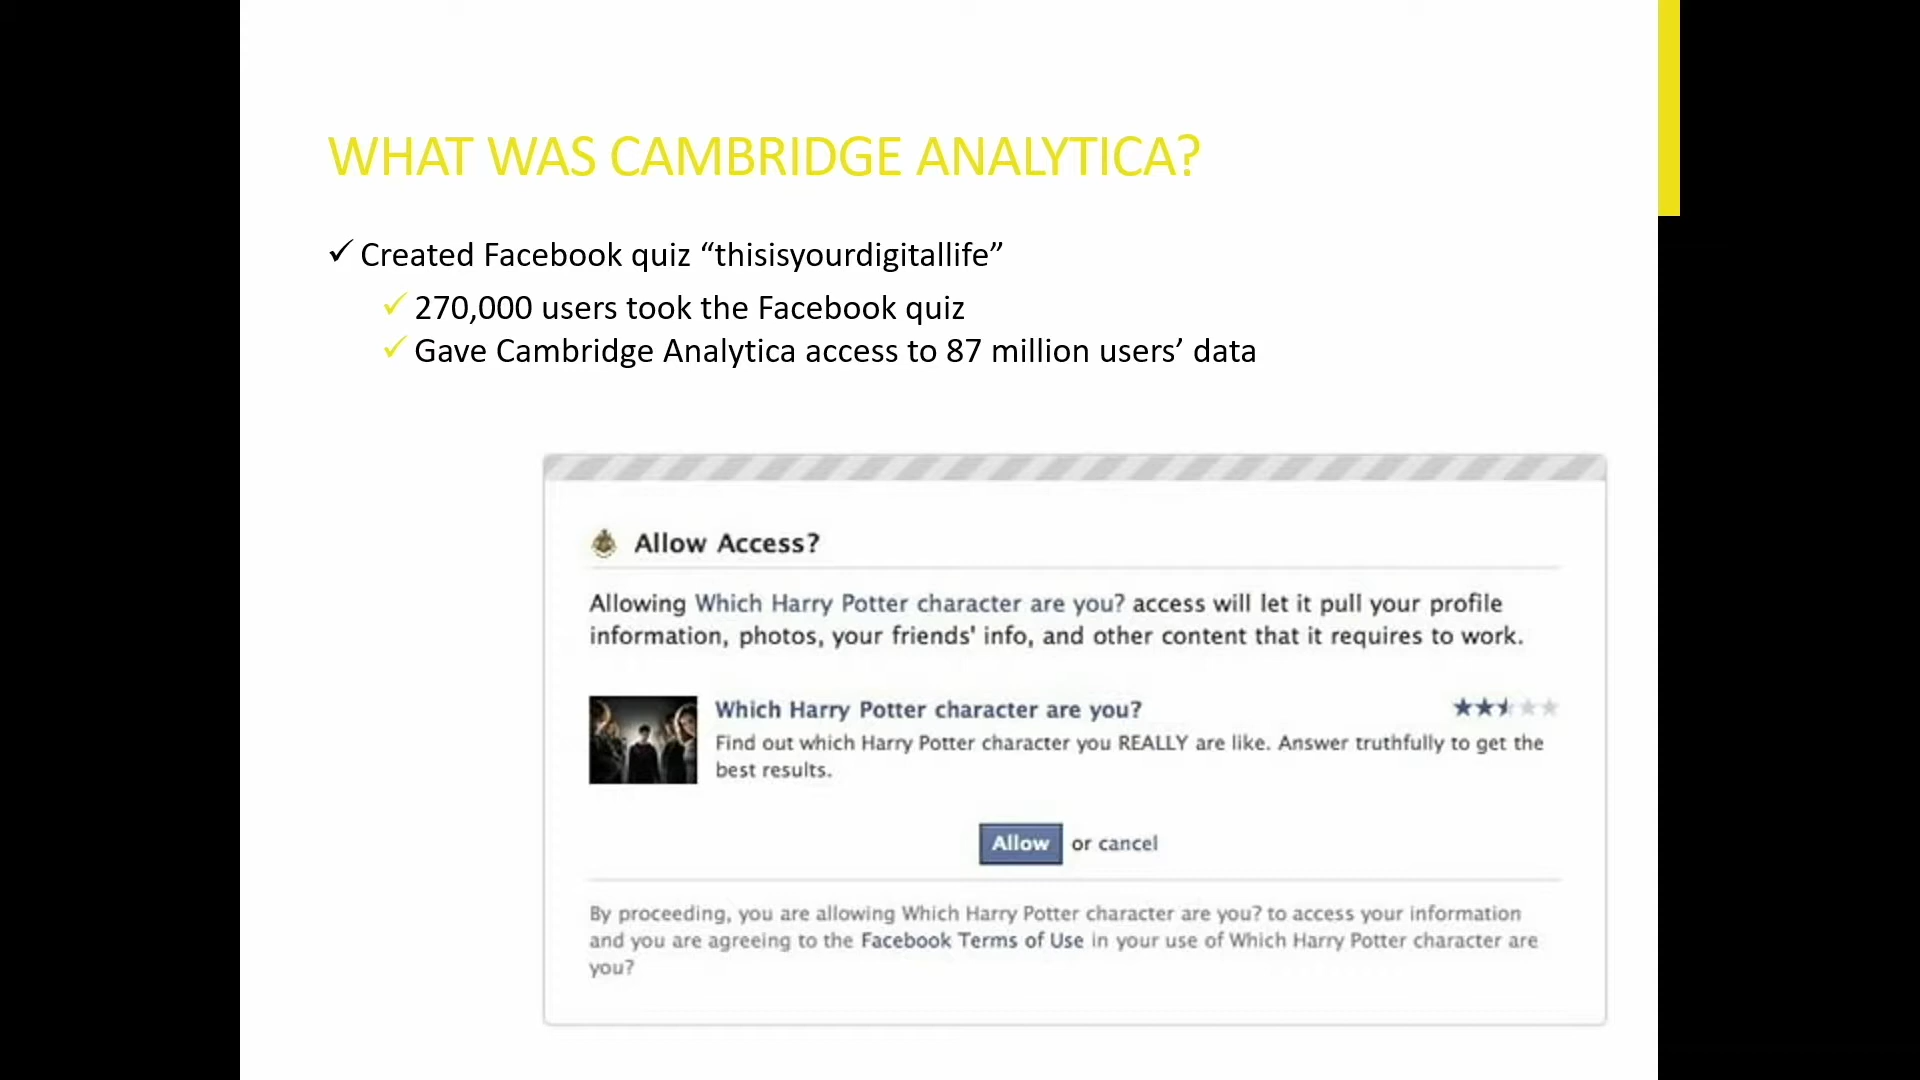 WHAT WAS CAMBRIDGE ANALYTICA?
Created Facebook quiz “thisisyourdigitallife”
270,000 users took the Facebook quiz
Gave Cambridge Analytica access to 87 million users’ data
Allow Access?
Allowing Which Harry Potter character are you? access will let it pull your profile
information, photos, your friends' info, and other content that it requires to work.
Which Harry Potter character are you?
Find out which Harry Potter character you REALLY are like. Answer truthfully to get the
best results.
Allow or cancel
By proceeding, you are allowing Which Harry Potter character are you? to access your information
and you are agreeing to the Facebook Terms of Use in your use of Which Harry Potter character are
you?